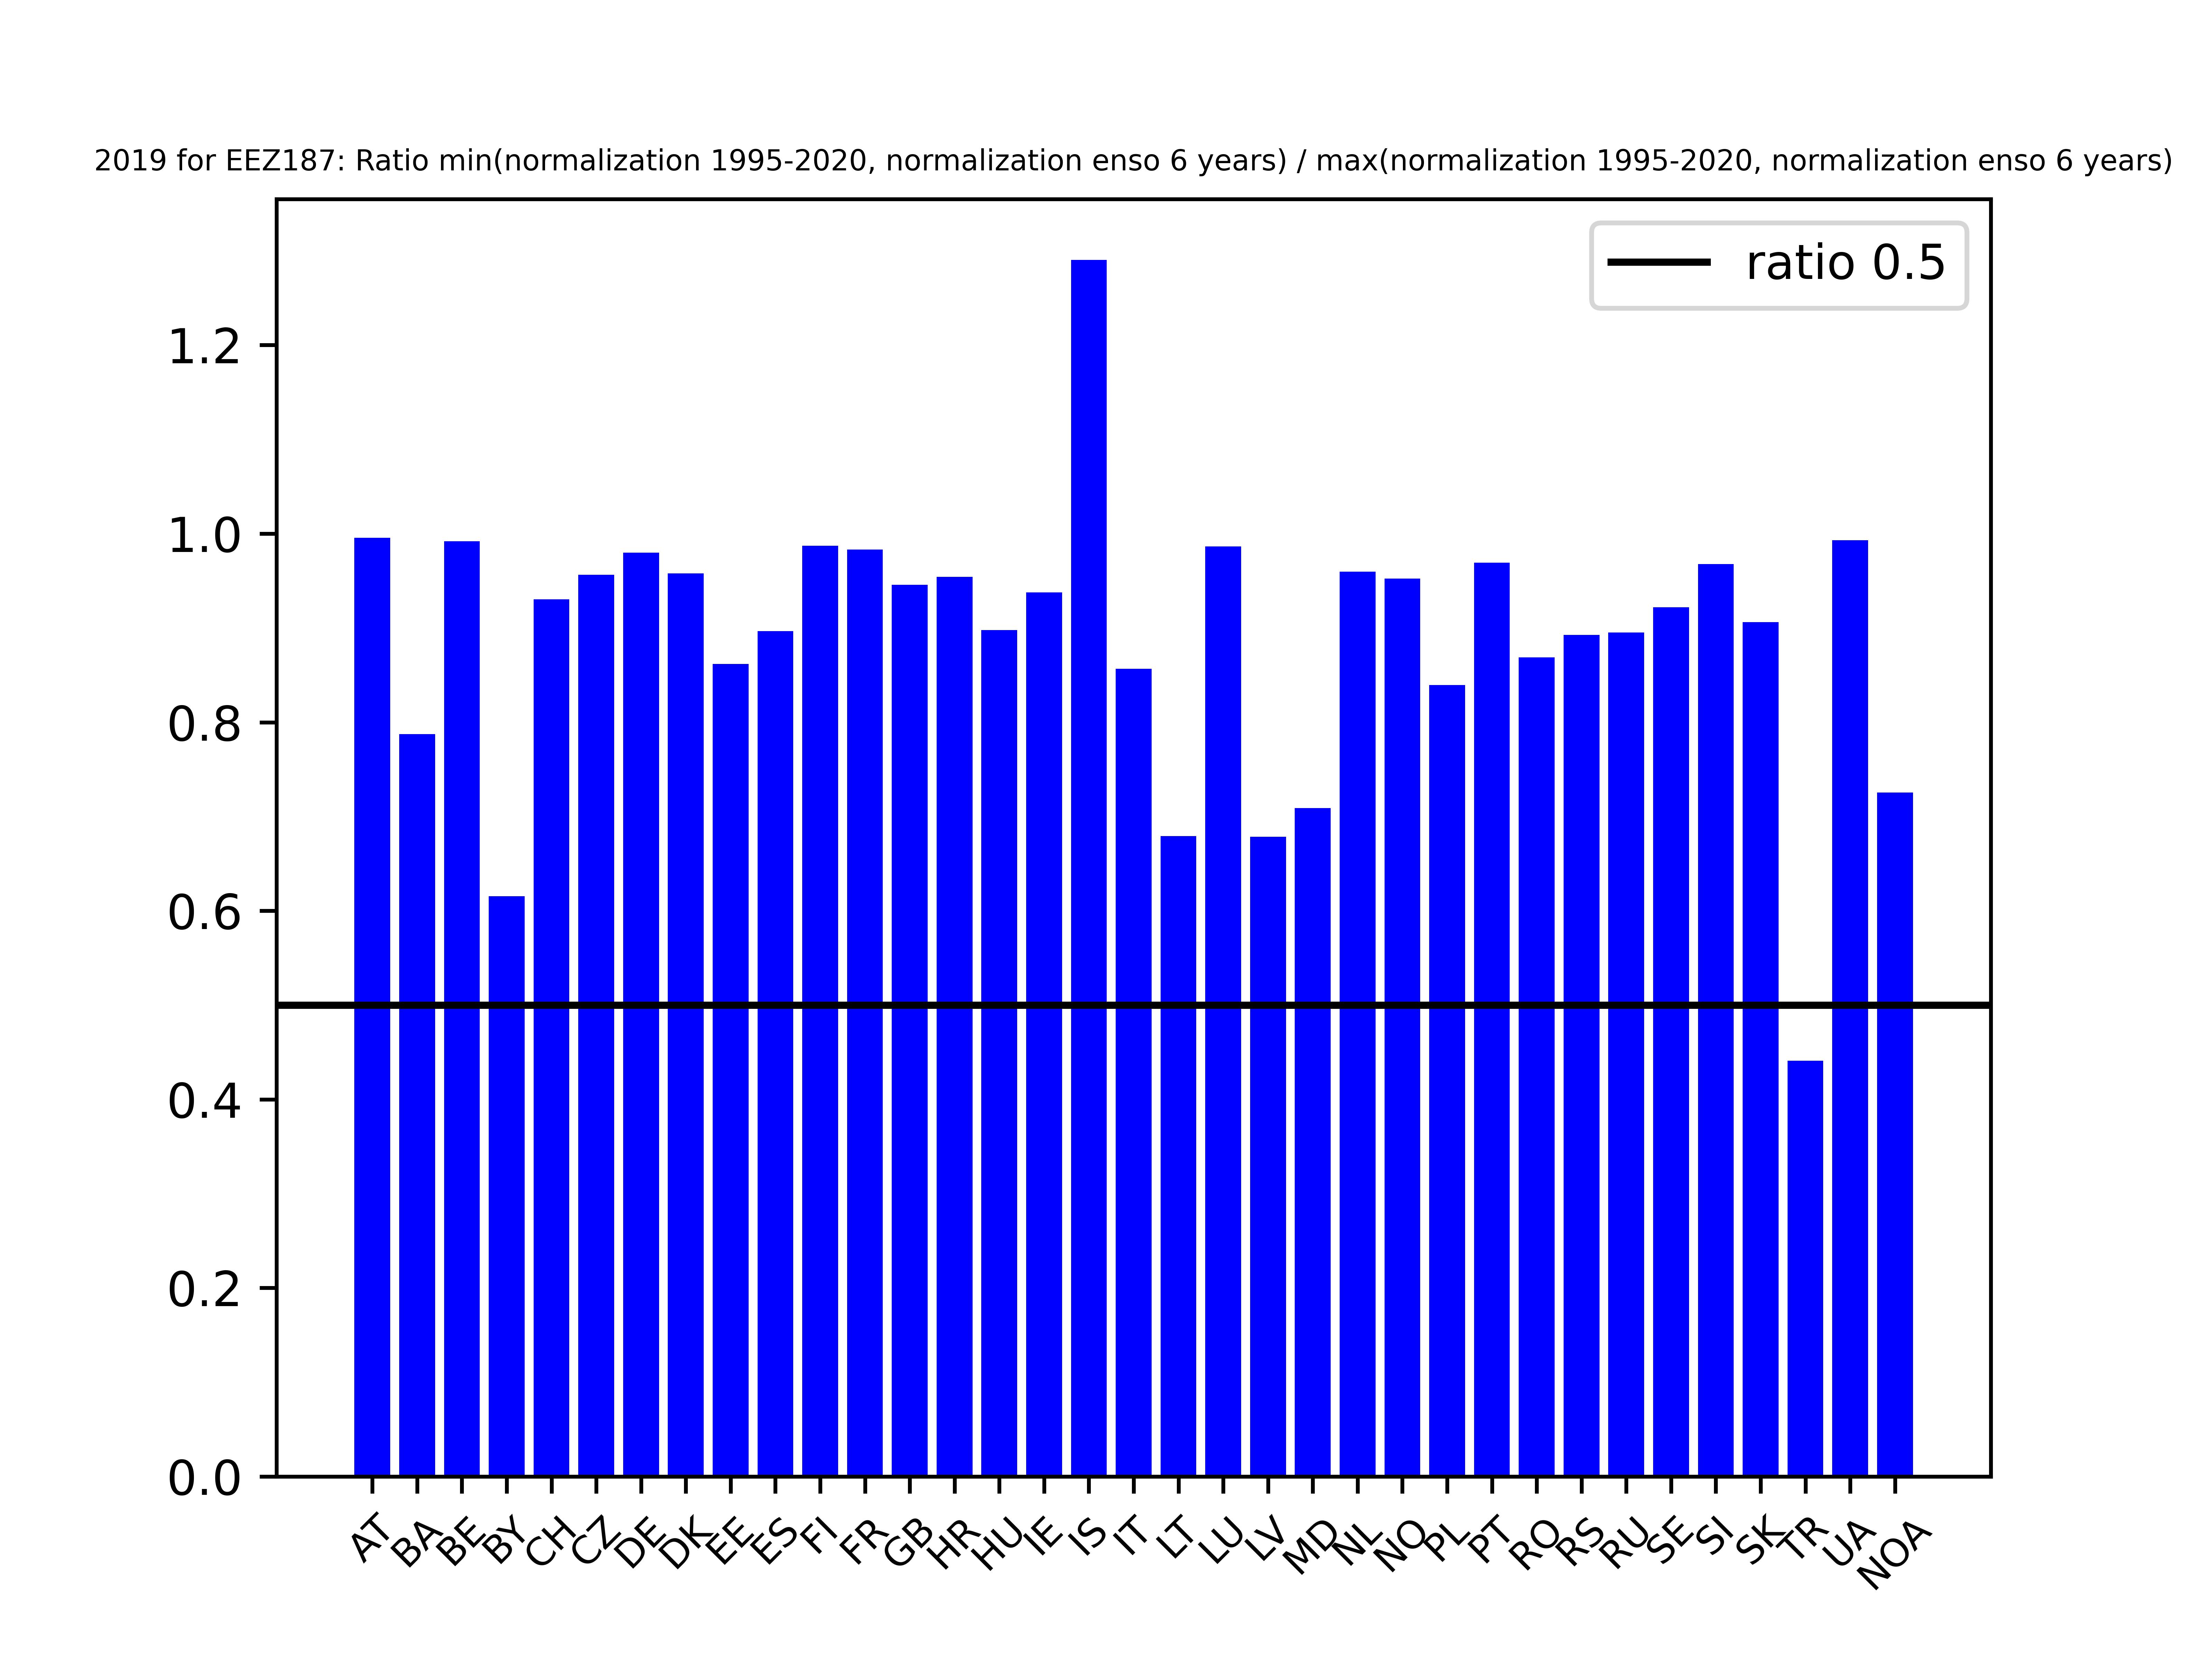 2019 for EEZ187: Ratio min(normalization 1995-2020, normalization enso 6 years) / max(normalization 1995-2020, normalization enso 6 years)
ratio 0.5
1.2
1.0
0.8
0.6
0.4
0.2
0.0
AT BA BE BY CH CZ DE DK EE ES FI FR GB HR HU IE IS IT LT LU LV MD NL NO PL PT RO RS RU SE SI SK TR UA NOA